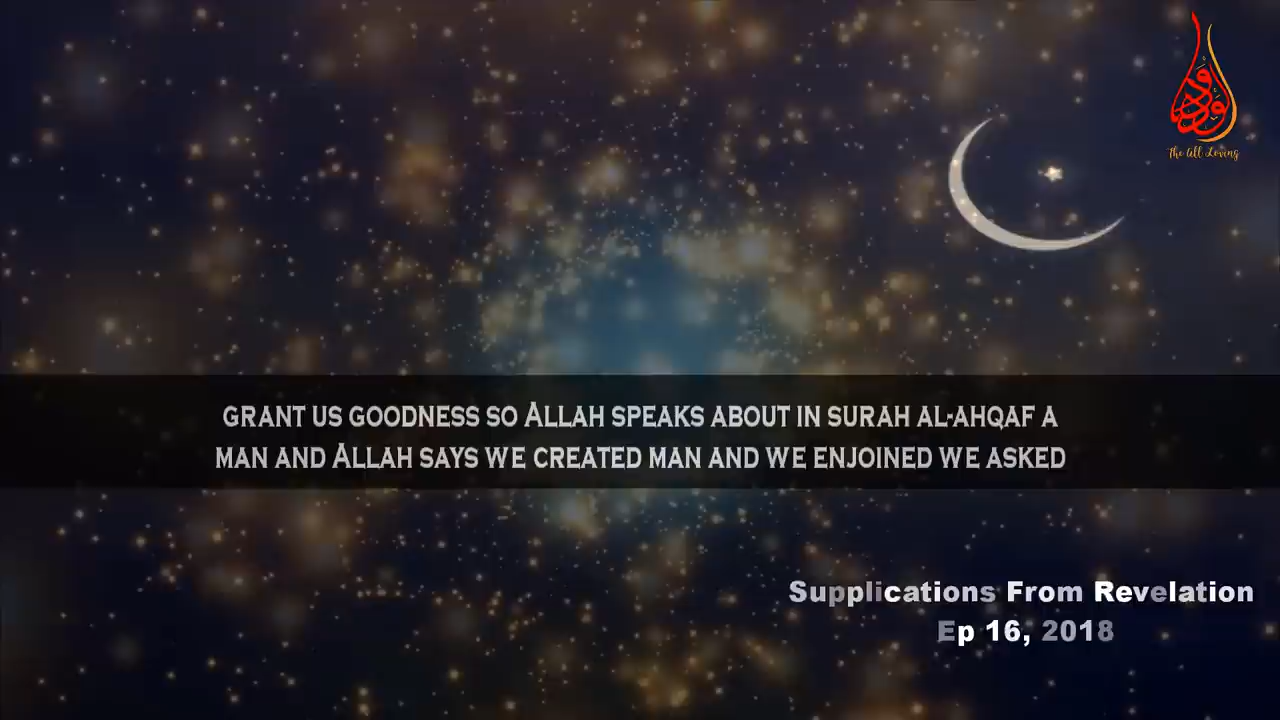 الودود
The All Loving
GRANT US GOODNESS SO ALLAH SPEAKS ABOUT IN SURAH AL-AHQAF A
MAN AND ALLAH SAYS WE CREATED MAN AND WE ENJOINED WE ASKED
Supplications From Revelation
Ep 16, 2018